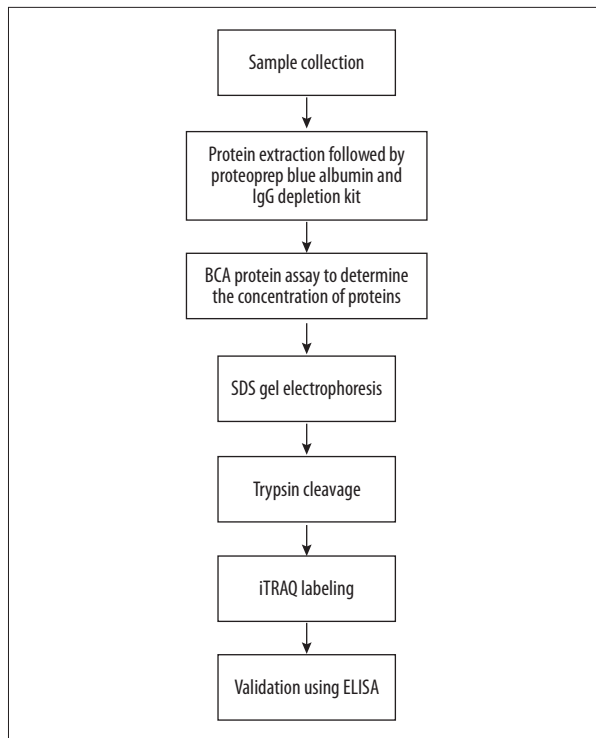 Sample collection
Protein extraction followed by
proteoprep blue albumin and
IgG depletion kit
BCA protein assay to determine
the concentration of proteins
SDS gel electrophoresis
Trypsin cleavage
iTRAQ labeling
Validation using ELISA